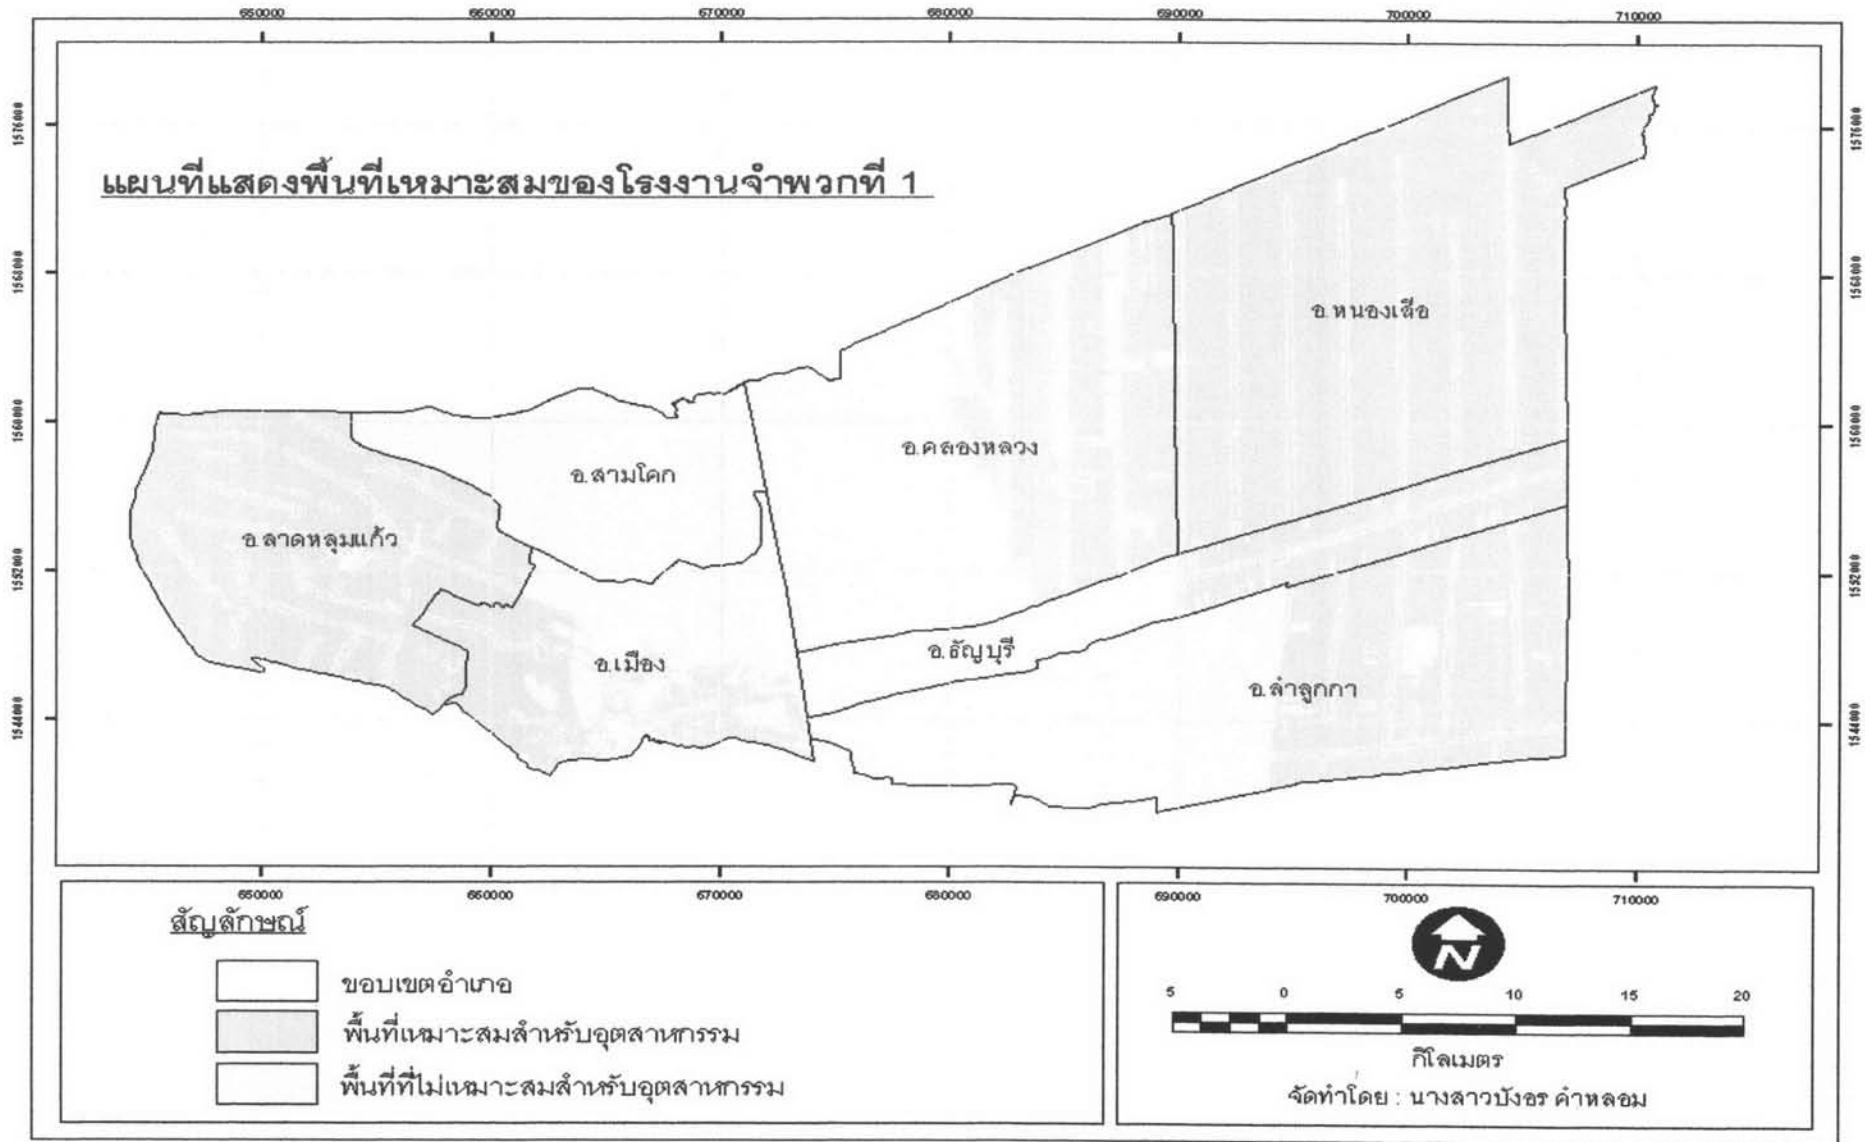 650000 660000 670000 680000 690000 700000 710000
1576000 1576000
แผนที่แสดงพื้นที่เหมาะสมของโรงงานจำพวกที่ 1
1568000 1568000
อ.หนองเสือ
1560000 1560000
อ.คลองหลวง
อ.สามโคก
อ.ลาดหลุมแก้ว
1552000 1552000
อ.ธัญบุรี
อ.เมือง
อ.ลำลูกกา
1544000 1544000
650000 660000 670000 680000 690000 700000 710000
สัญลักษณ์
ขอบเขตอำเภอ
พื้นที่เหมาะสมสำหรับอุตสาหกรรม
พื้นที่ที่ไม่เหมาะสมสำหรับอุตสาหกรรม
N
5 0 5 10 15 20
กิโลเมตร
จัดทำโดย : นางสาวบังอร คำหลอม